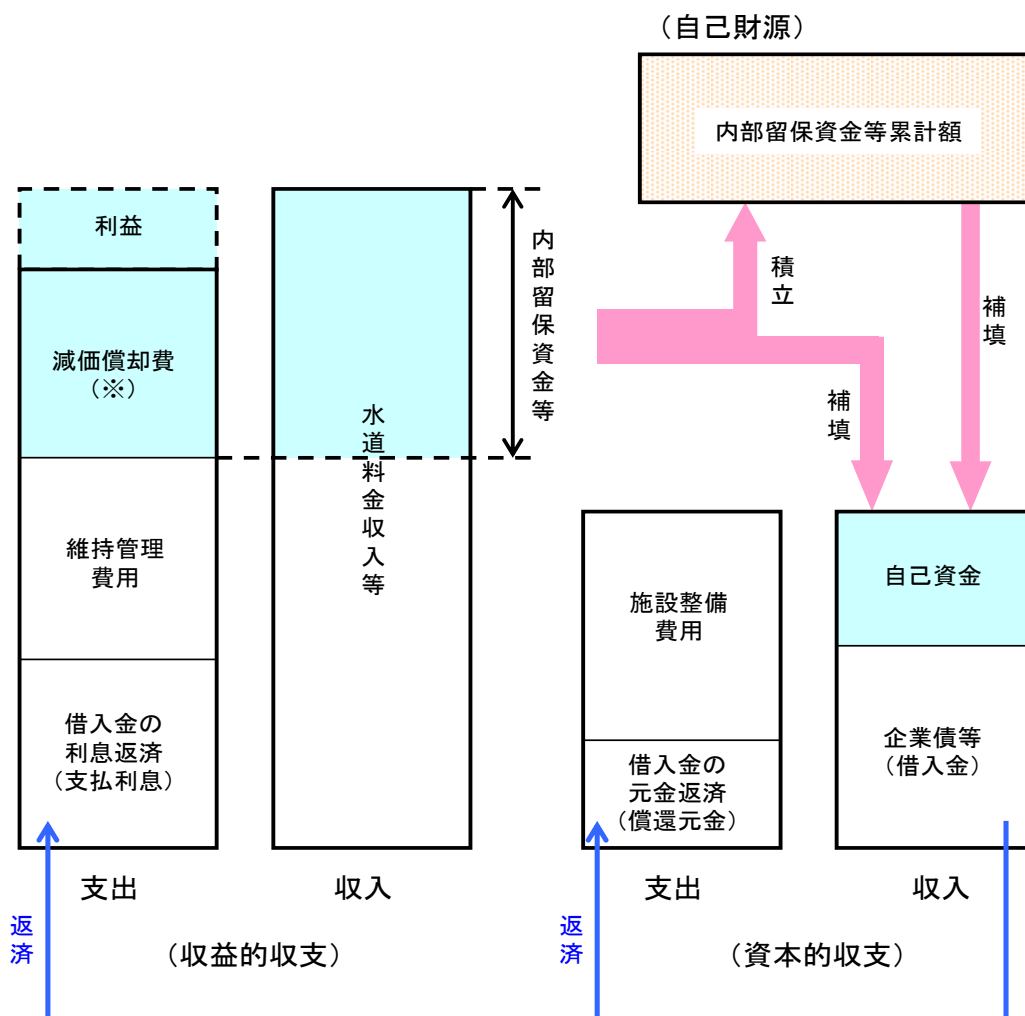 （自己財源）
内部留保資金等累計額
利益
減価償却費
（※）
維持管理
費用
借入金の
利息返済
（支払利息）
水道料金収入等
内部留保資金等
積立
補填
補填
施設整備
費用
借入金の
元金返済
（償還元金）
自己資金
企業債等
（借入金）
支出
収入
支出
収入
返済
（収益的収支）
返済
（資本的収支）